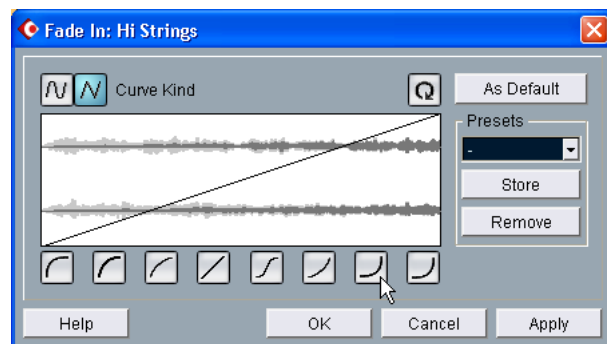 Fade In: Hi Strings
Curve Kind
As Default
Presets
-
Store
Remove
Help
OK
Cancel
Apply